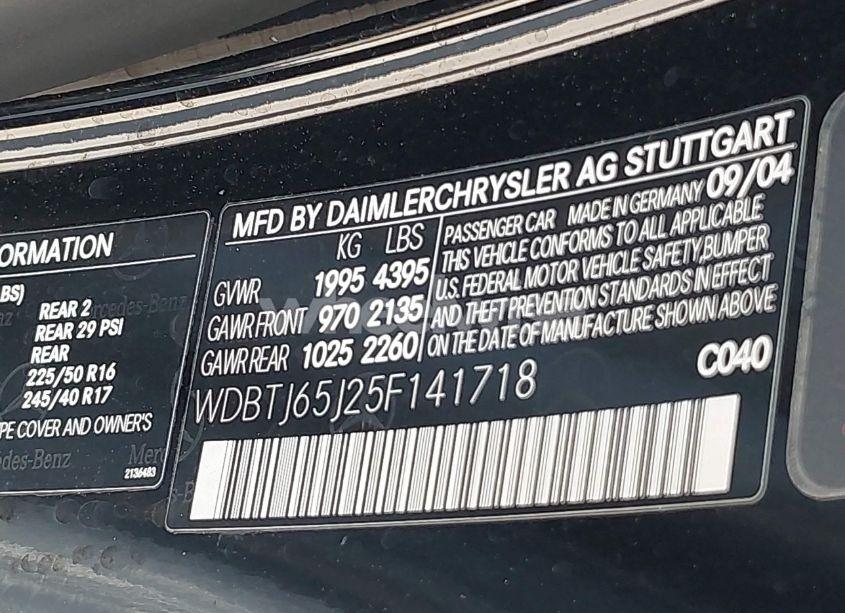 ORMATION
BS)
REAR 2
REAR 29 PSI
REAR
225/50 R16
245/40 R17
PE COVER AND OWNER'S
des-Benz
2136483
MFD BY DAIMLERCHRYSLER AG STUTTGART
KG LBS
GVWR 1995 4395
GAWR FRONT 970 2135
GAWR REAR 1025 2260
PASSENGER CAR MADE IN GERMANY 09/04
THIS VEHICLE CONFORMS TO ALL APPLICABLE
U.S. FEDERAL MOTOR VEHICLE SAFETY,BUMPER
AND THEFT PREVENTION STANDARDS IN EFFECT
ON THE DATE OF MANUFACTURE SHOWN ABOVE
C040
WDBTJ65J25F141718